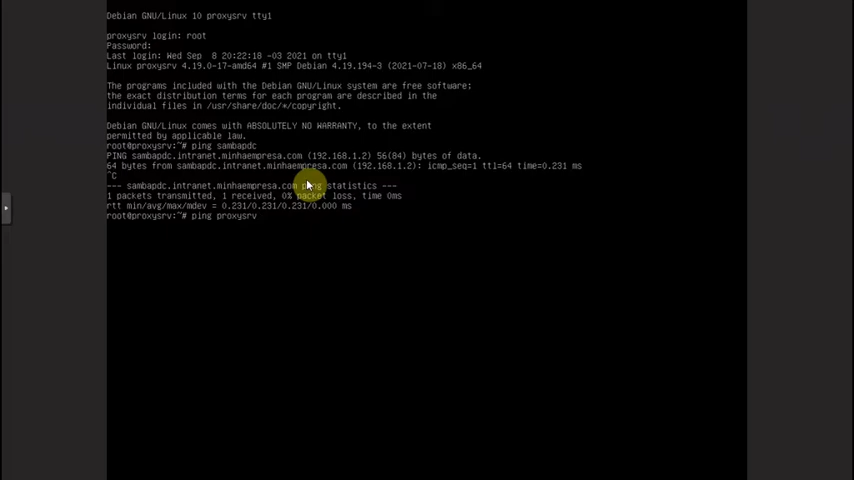 Debian GNU/Linux 10 proxysrv tty1
proxysrv login: root
Password:
Last login: Wed Sep  8 20:22:18 -03 2021 on tty1
Linux proxysrv 4.19.0-17-amd64 #1 SMP Debian 4.19.194-3 (2021-07-18) x86_64
The programs included with the Debian GNU/Linux system are free software;
the exact distribution terms for each program are described in the
individual files in /usr/share/doc/*/copyright.
Debian GNU/Linux comes with ABSOLUTELY NO WARRANTY, to the extent
permitted by applicable law.
root@proxysrv:~# ping sambapdc
PING sambapdc.intranet.minhaempresa.com (192.168.1.2) 56(84) bytes of data.
64 bytes from sambapdc.intranet.minhaempresa.com (192.168.1.2): icmp_seq=1 ttl=64 time=0.231 ms
^C
--- sambapdc.intranet.minhaempresa.com ping statistics ---
1 packets transmitted, 1 received, 0% packet loss, time 0ms
rtt min/avg/max/mdev = 0.231/0.231/0.231/0.000 ms
root@proxysrv:~# ping proxysrv